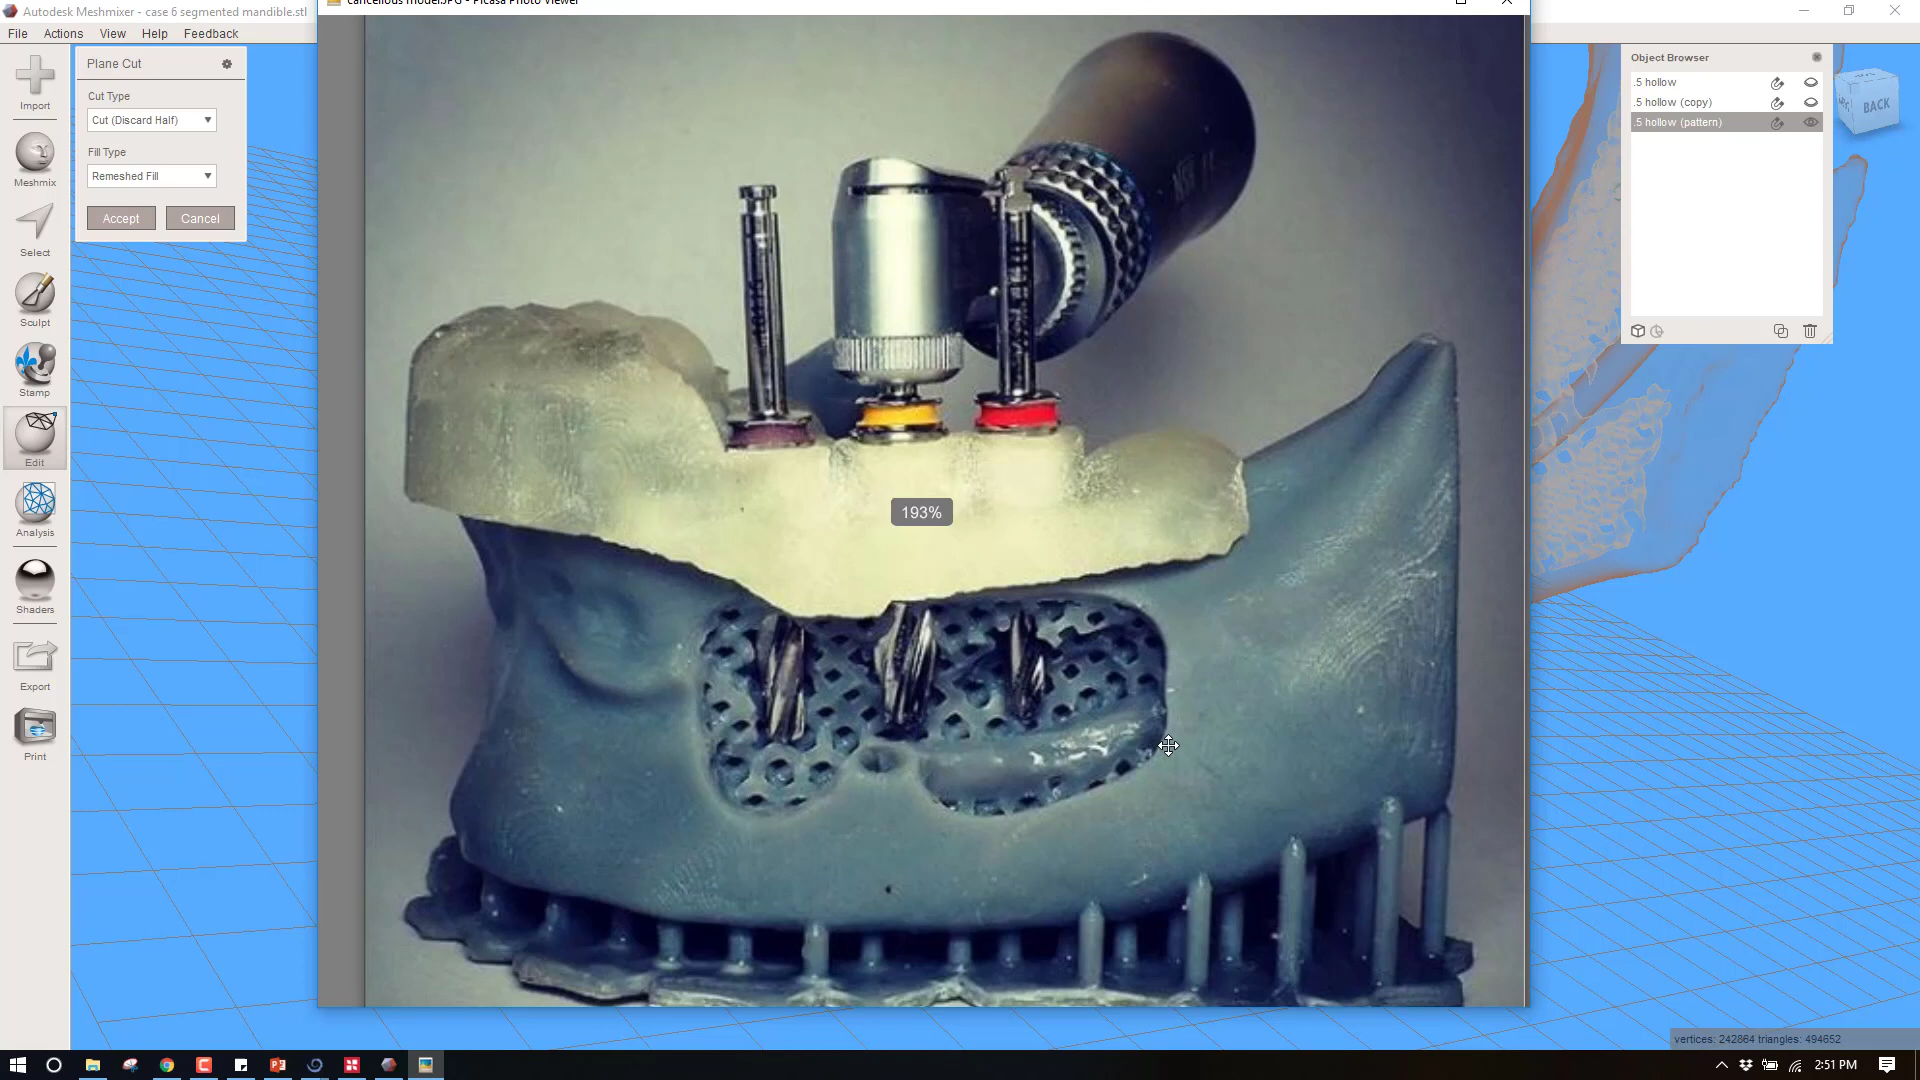 Autodesk Meshmixer - case 6 segmented mandible.stl
cancellous model.JPG - Picasa Photo Viewer
File
Actions
View
Help
Feedback
Plane Cut
Cut Type
Cut (Discard Half)
Fill Type
Remeshed Fill
Accept
Cancel
Import
Meshmix
Select
Sculpt
Stamp
Edit
Analysis
Shaders
Export
Print
193%
Object Browser
.5 hollow
.5 hollow (copy)
.5 hollow (pattern)
BACK
vertices: 242864 triangles: 494652
2:51 PM